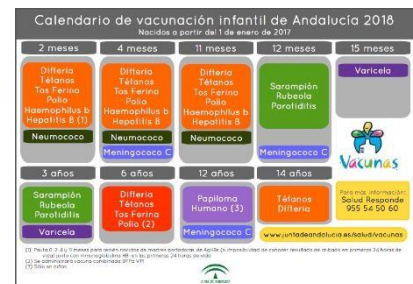 Calendario de vacunación infantil de Andalucía 2018
Nacidos a partir del 1 de enero de 2017
2 meses
4 meses
11 meses
12 meses
15 meses
Difteria
Tétanos
Tos Ferina
Polio
Haemophilus b
Hepatitis B (1)
Neumococo
Difteria
Tétanos
Tos Ferina
Polio
Haemophilus b
Hepatitis B
Neumococo
Meningococo C
Difteria
Tétanos
Tos Ferina
Polio
Haemophilus b
Hepatitis B
Neumococo
Sarampión
Rubeola
Parotiditis
Meningococo C
Varicela
Vacunas
3 años
6 años
12 años
14 años
Sarampión
Rubeola
Parotiditis
Varicela
Difteria
Tétanos
Tos Ferina
Polio (2)
Papiloma
Humano (3)
Meningococo C
Tétanos
Difteria
Para más información:
Salud Responde
955 54 50 60
www.juntadeandalucia.es/salud/vacunas
(2) Se administrará vacuna combinada
(3) Sólo en niñas